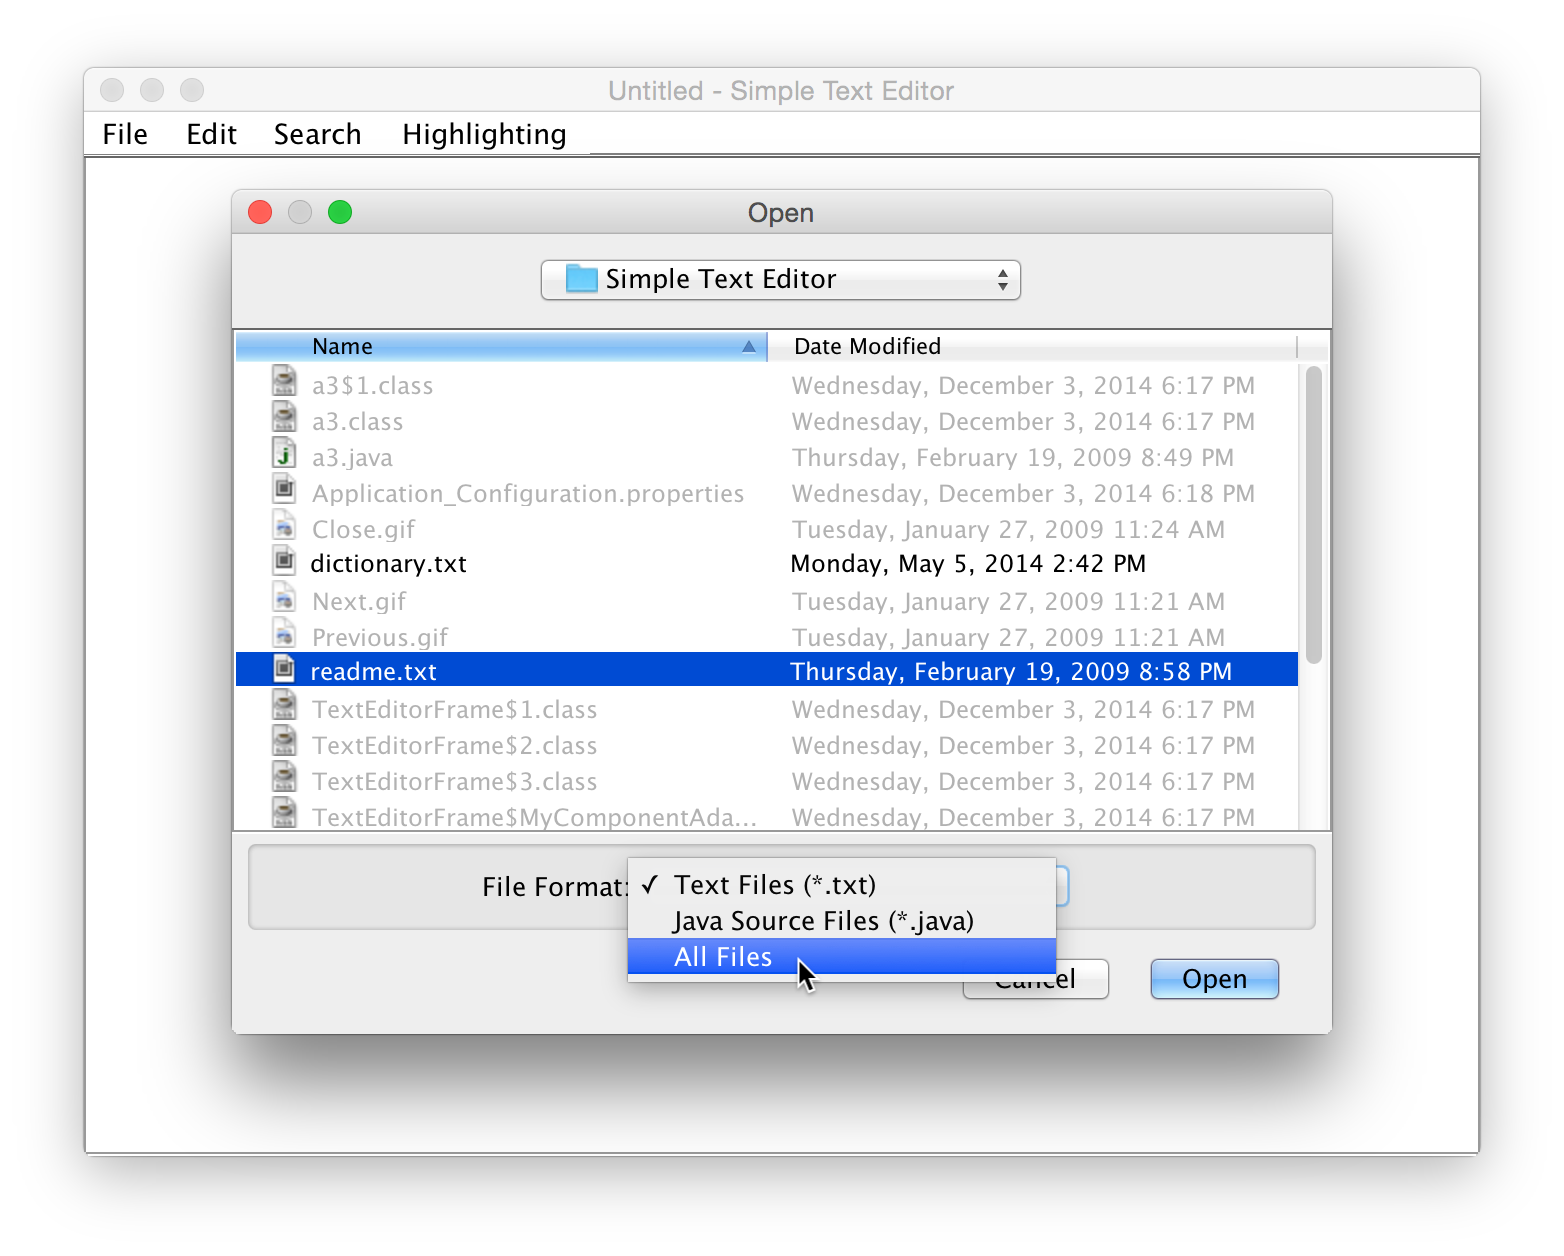 Untitled - Simple Text Editor
File Edit Search Highlighting
Open
Simple Text Editor
Name Date Modified
a3$1.class Wednesday, December 3, 2014 6:17 PM
a3.class Wednesday, December 3, 2014 6:17 PM
a3.java Thursday, February 19, 2009 8:49 PM
Application_Configuration.properties Wednesday, December 3, 2014 6:18 PM
Close.gif Tuesday, January 27, 2009 11:24 AM
dictionary.txt Monday, May 5, 2014 2:42 PM
Next.gif Tuesday, January 27, 2009 11:21 AM
Previous.gif Tuesday, January 27, 2009 11:21 AM
readme.txt Thursday, February 19, 2009 8:58 PM
TextEditorFrame$1.class Wednesday, December 3, 2014 6:17 PM
TextEditorFrame$2.class Wednesday, December 3, 2014 6:17 PM
TextEditorFrame$3.class Wednesday, December 3, 2014 6:17 PM
TextEditorFrame$MyComponentAda... Wednesday, December 3, 2014 6:17 PM
File Format: ✓ Text Files (*.txt)
Java Source Files (*.java)
All Files
Cancel Open